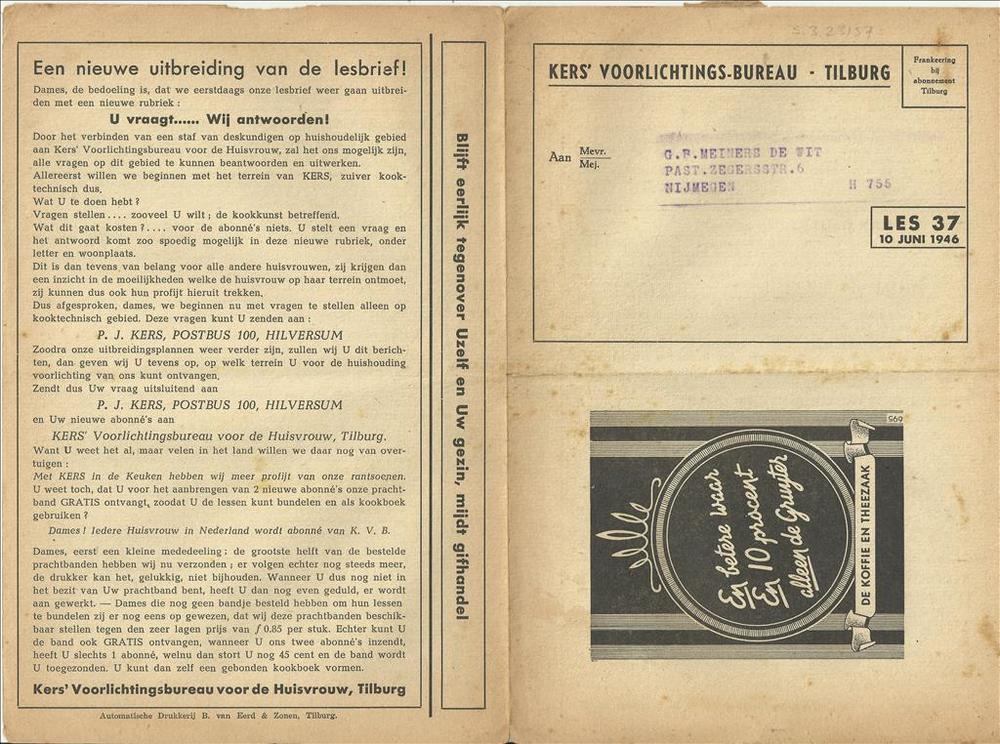 Een nieuwe uitbreiding van de lesbrief!
Dames, de bedoeling is, dat we eerstdaags onze lesbrief weer gaan uitbrei-
den met een nieuwe rubriek :
U vraagt...... Wij antwoorden!
Door het verbinden van een staf van deskundigen op huishoudelijk gebied
aan Kers' Voorlichtingsbureau voor de Huisvrouw, zal het ons mogelijk zijn,
alle vragen op dit gebied te kunnen beantwoorden en uitwerken.
Allereerst willen we beginnen met het terrein van KERS, zuiver kook-
technisch dus.
Wat U te doen hebt ?
Vragen stellen.... zooveel U wilt ; de kookkunst betreffend.
Wat dit gaat kosten ?.... voor de abonné's niets. U stelt een vraag en
het antwoord komt zoo spoedig mogelijk in deze nieuwe rubriek, onder
letter en woonplaats.
Dit is dan tevens van belang voor alle andere huisvrouwen, zij krijgen dan
een inzicht in de moeilijkheden welke de huisvrouw op haar terrein ontmoet,
zij kunnen dus ook hun profijt hieruit trekken.
Dus afgesproken, dames, we beginnen nu met vragen te stellen alleen op
kooktechnisch gebied. Deze vragen kunt U zenden aan :
P. J. KERS, POSTBUS 100, HILVERSUM
Zoodra onze uitbreidingsplannen weer verder zijn, zullen wij U dit berich-
ten, dan geven wij U tevens op, op welk terrein U voor de huishouding
voorlichting van ons kunt ontvangen.
Zendt dus Uw vraag uitsluitend aan
P. J. KERS, POSTBUS 100, HILVERSUM
en Uw nieuwe abonné's aan
KERS' Voorlichtingsbureau voor de Huisvrouw, Tilburg.
Want U weet het al, maar velen in het land willen we daar nog van over-
tuigen :
Met KERS in de Keuken hebben wij meer profijt van onze rantsoenen.
U weet toch, dat U voor het aanbrengen van 2 nieuwe abonné's onze pracht-
band GRATIS ontvangt, zoodat U de lessen kunt bundelen en als kookboek
gebruiken ?
Dames! Iedere Huisvrouw in Nederland wordt abonné van K. V. B.
Dames, eerst een kleine mededeeling ; de grootste helft van de bestelde
prachtbanden hebben wij nu verzonden ; er volgen echter nog steeds meer,
de drukker kan het, gelukkig, niet bijhouden. Wanneer U dus nog niet in
het bezit van Uw prachtband bent, heeft U dan nog even geduld, er wordt
aan gewerkt. — Dames die nog geen bandje besteld hebben om hun lessen
te bundelen zij er nog eens op gewezen, dat wij deze prachtbanden beschik-
baar stellen tegen den zeer lagen prijs van ƒ 0.85 per stuk. Echter kunt U
de band ook GRATIS ontvangen, wanneer U ons twee abonné's inzendt,
heeft U slechts 1 abonné, welnu dan stort U nog 45 cent en de band wordt
U toegezonden. U kunt dan zelf een gebonden kookboek vormen.
Kers' Voorlichtingsbureau voor de Huisvrouw, Tilburg
Automatische Drukkerij B. van Eerd & Zonen, Tilburg.
Blijft eerlijk tegenover Uzelf en Uw gezin, mijdt gifhandel
KERS' VOORLICHTINGS-BUREAU - TILBURG
Frankeering
bij
abonnement
Tilburg
Aan Mevr.
Mej.
G.P.MEINERS DE WIT
PAST.ZEGERSSTR.6
NIJMEGEN H 755
LES 37
10 JUNI 1946
695
En betere waar
En 10 procent
alleen de Gruyter
DE KOFFIE EN THEEZAAK